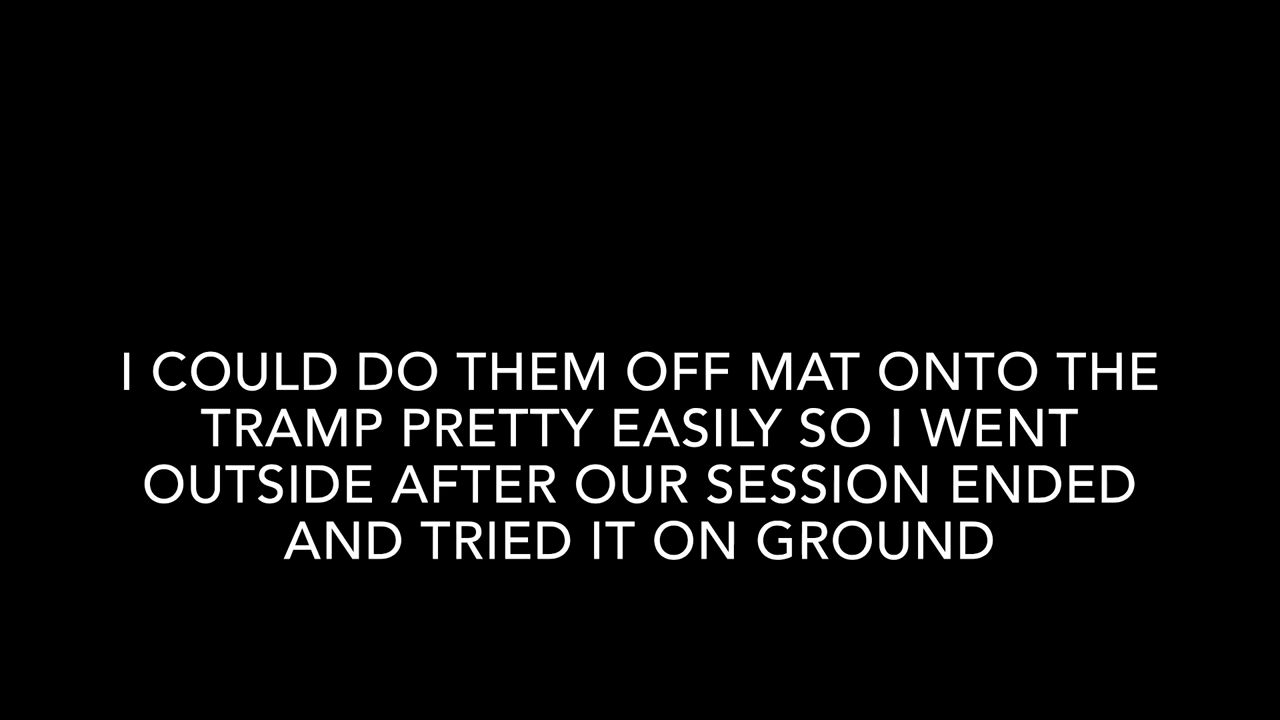 I COULD DO THEM OFF MAT ONTO THE
TRAMP PRETTY EASILY SO I WENT
OUTSIDE AFTER OUR SESSION ENDED
AND TRIED IT ON GROUND